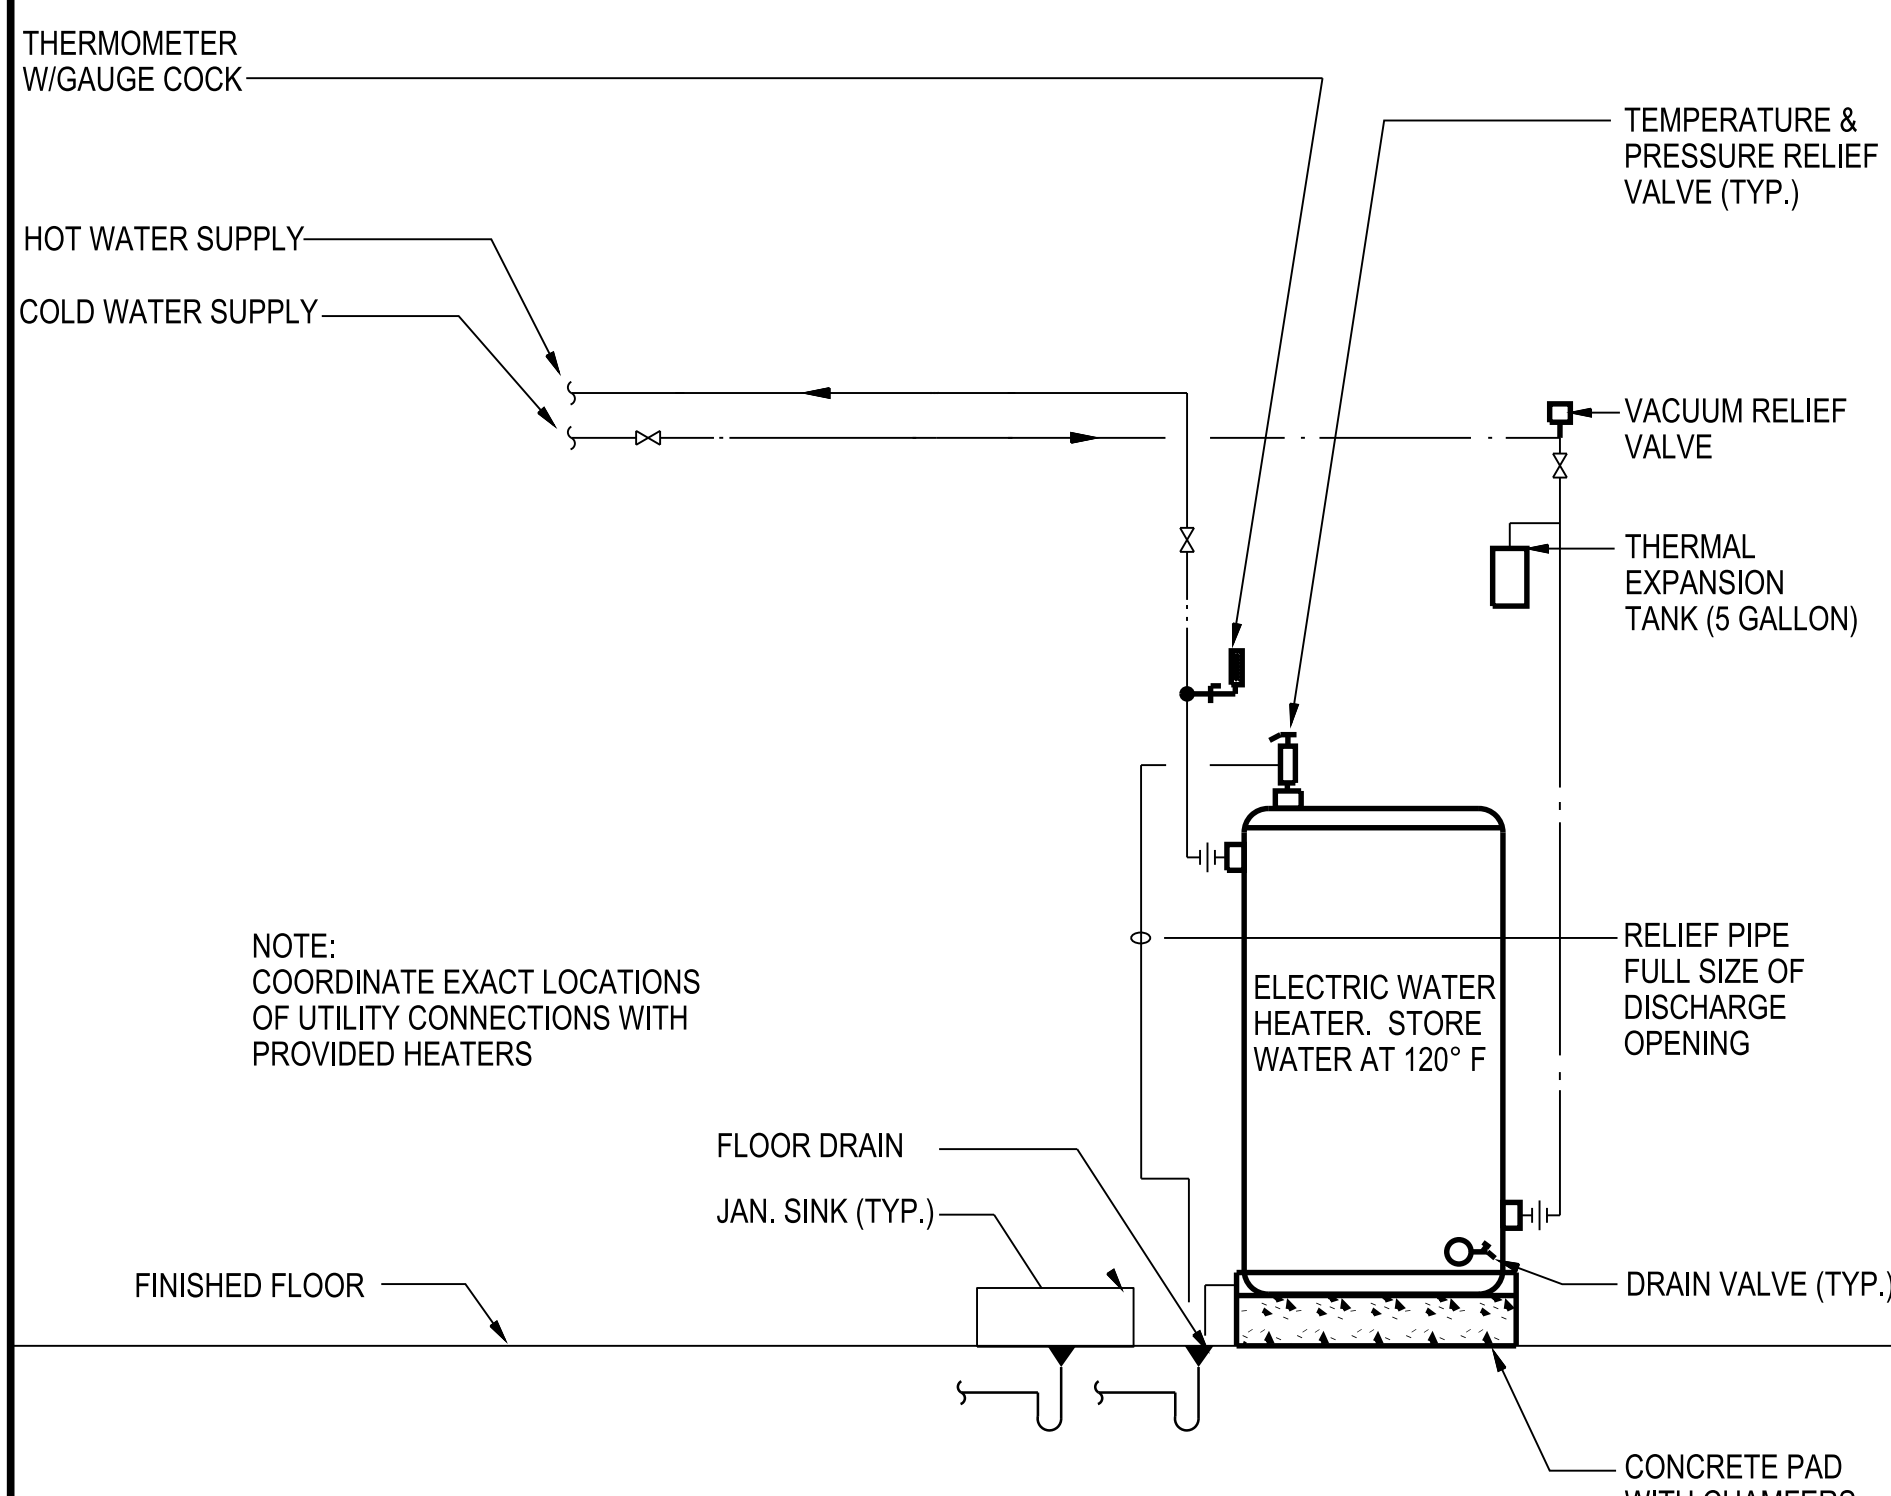 THERMOMETER
W/GAUGE COCK
TEMPERATURE &
PRESSURE RELIEF
VALVE (TYP.)
HOT WATER SUPPLY
COLD WATER SUPPLY
VACUUM RELIEF
VALVE
THERMAL
EXPANSION
TANK (5 GALLON)
NOTE:
COORDINATE EXACT LOCATIONS
OF UTILITY CONNECTIONS WITH
PROVIDED HEATERS
ELECTRIC WATER
HEATER. STORE
WATER AT 120° F
RELIEF PIPE
FULL SIZE OF
DISCHARGE
OPENING
FLOOR DRAIN
JAN. SINK (TYP.)
FINISHED FLOOR
DRAIN VALVE (TYP.)
CONCRETE PAD
WITH CHAMFERS